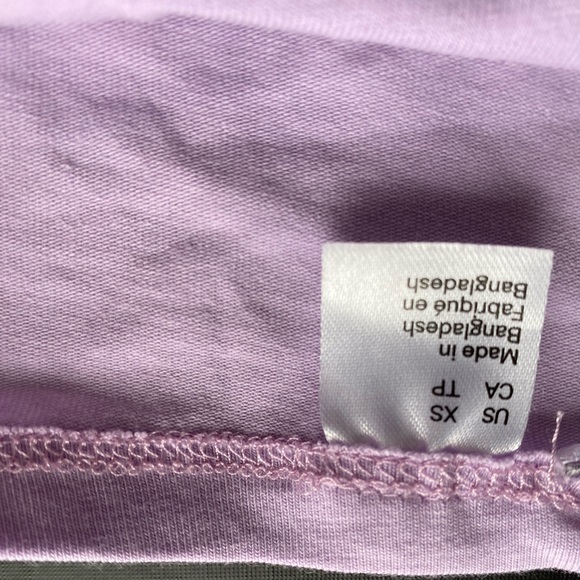 US XS
CA TP
Made in
Bangladesh
Fabriqué en
Bangladesh